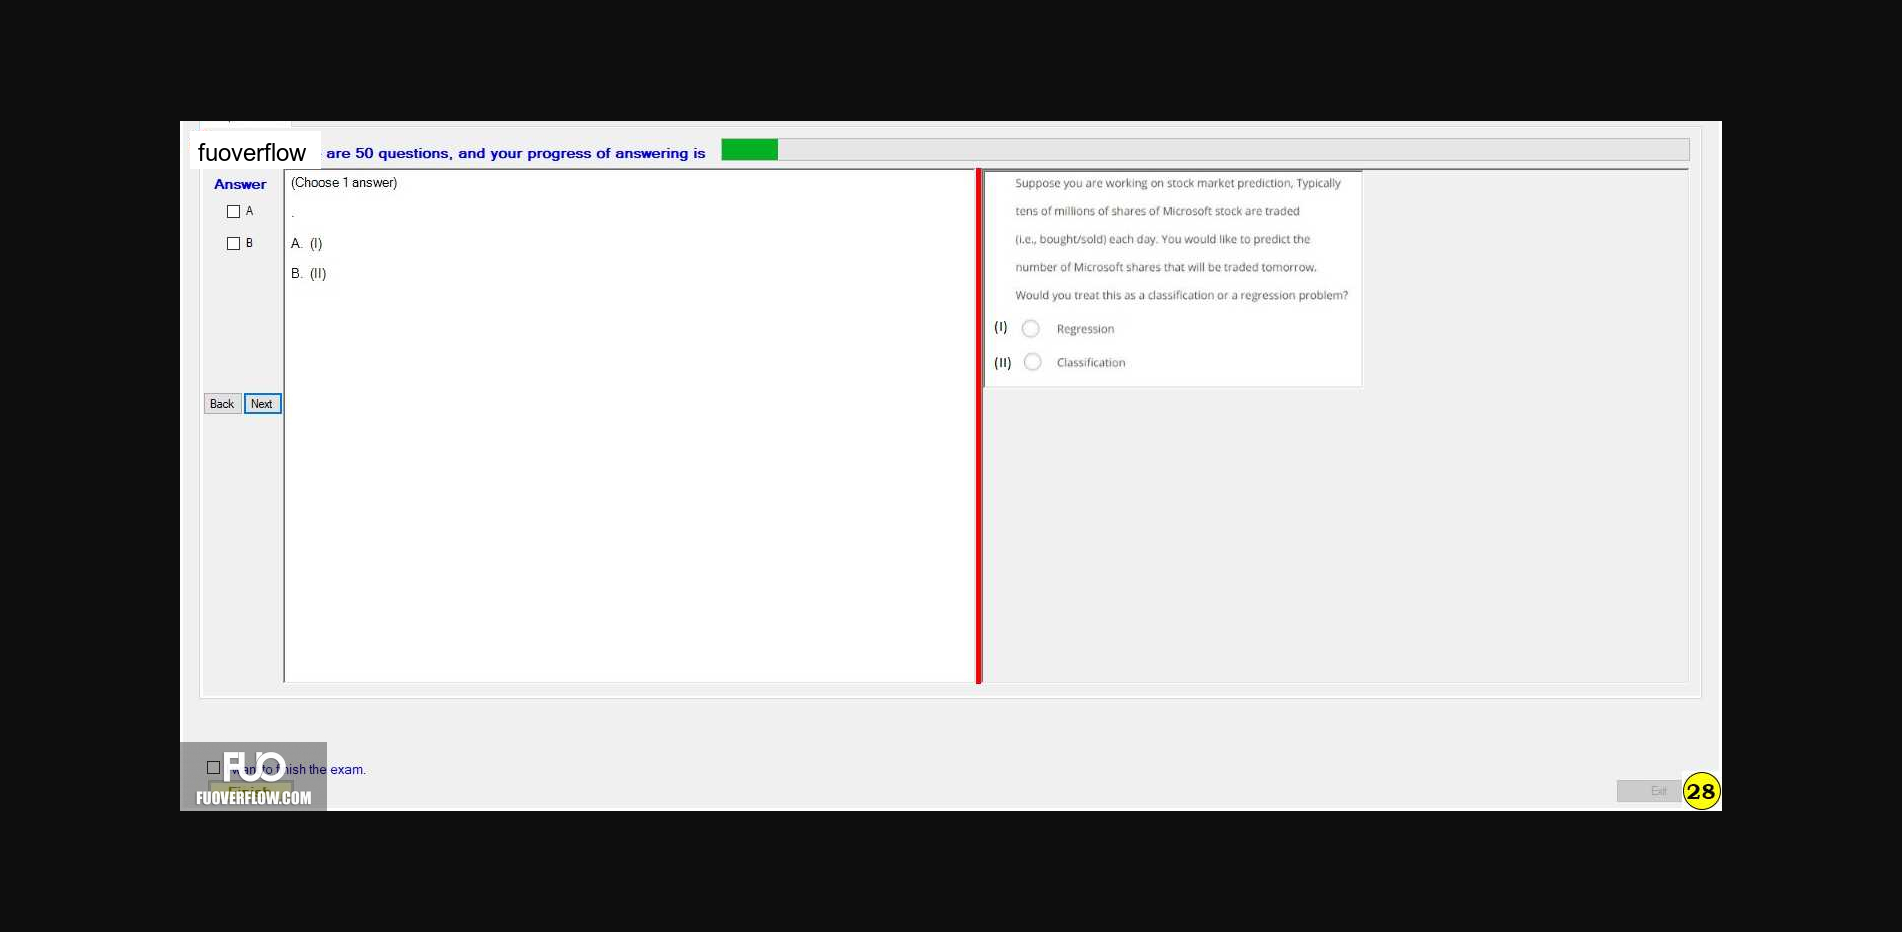 fuoverflow are 50 questions, and your progress of answering is
Answer
A
B
Back
Next
(Choose 1 answer)
.
A. (I)
B. (II)
Suppose you are working on stock market prediction, Typically
tens of millions of shares of Microsoft stock are traded
(i.e., bought/sold) each day. You would like to predict the
number of Microsoft shares that will be traded tomorrow.
Would you treat this as a classification or a regression problem?
(I) Regression
(II) Classification
want to finish the exam.
Finish
FUO
FUOVERFLOW.COM
Exit
28